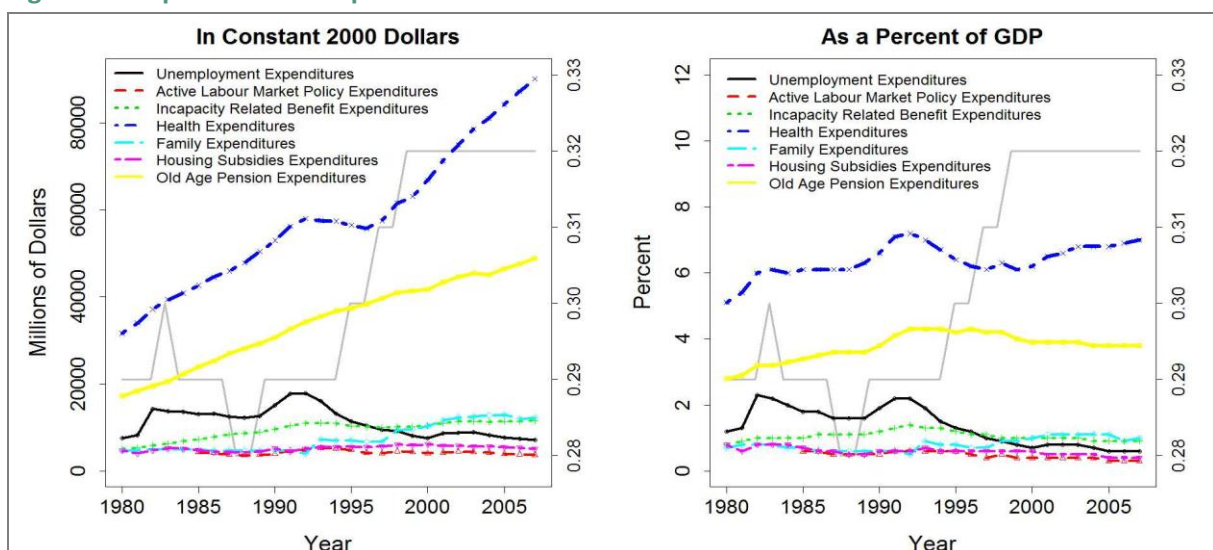 In Constant 2000 Dollars
Unemployment Expenditures
Active Labour Market Policy Expenditures
Incapacity Related Benefit Expenditures
Health Expenditures
Family Expenditures
Housing Subsidies Expenditures
Old Age Pension Expenditures
Millions of Dollars
0
20000
40000
60000
80000
0.28
0.29
0.30
0.31
0.32
0.33
1980 1985 1990 1995 2000 2005
Year
As a Percent of GDP
Unemployment Expenditures
Active Labour Market Policy Expenditures
Incapacity Related Benefit Expenditures
Health Expenditures
Family Expenditures
Housing Subsidies Expenditures
Old Age Pension Expenditures
Percent
0
2
4
6
8
10
12
0.28
0.29
0.30
0.31
0.32
0.33
1980 1985 1990 1995 2000 2005
Year